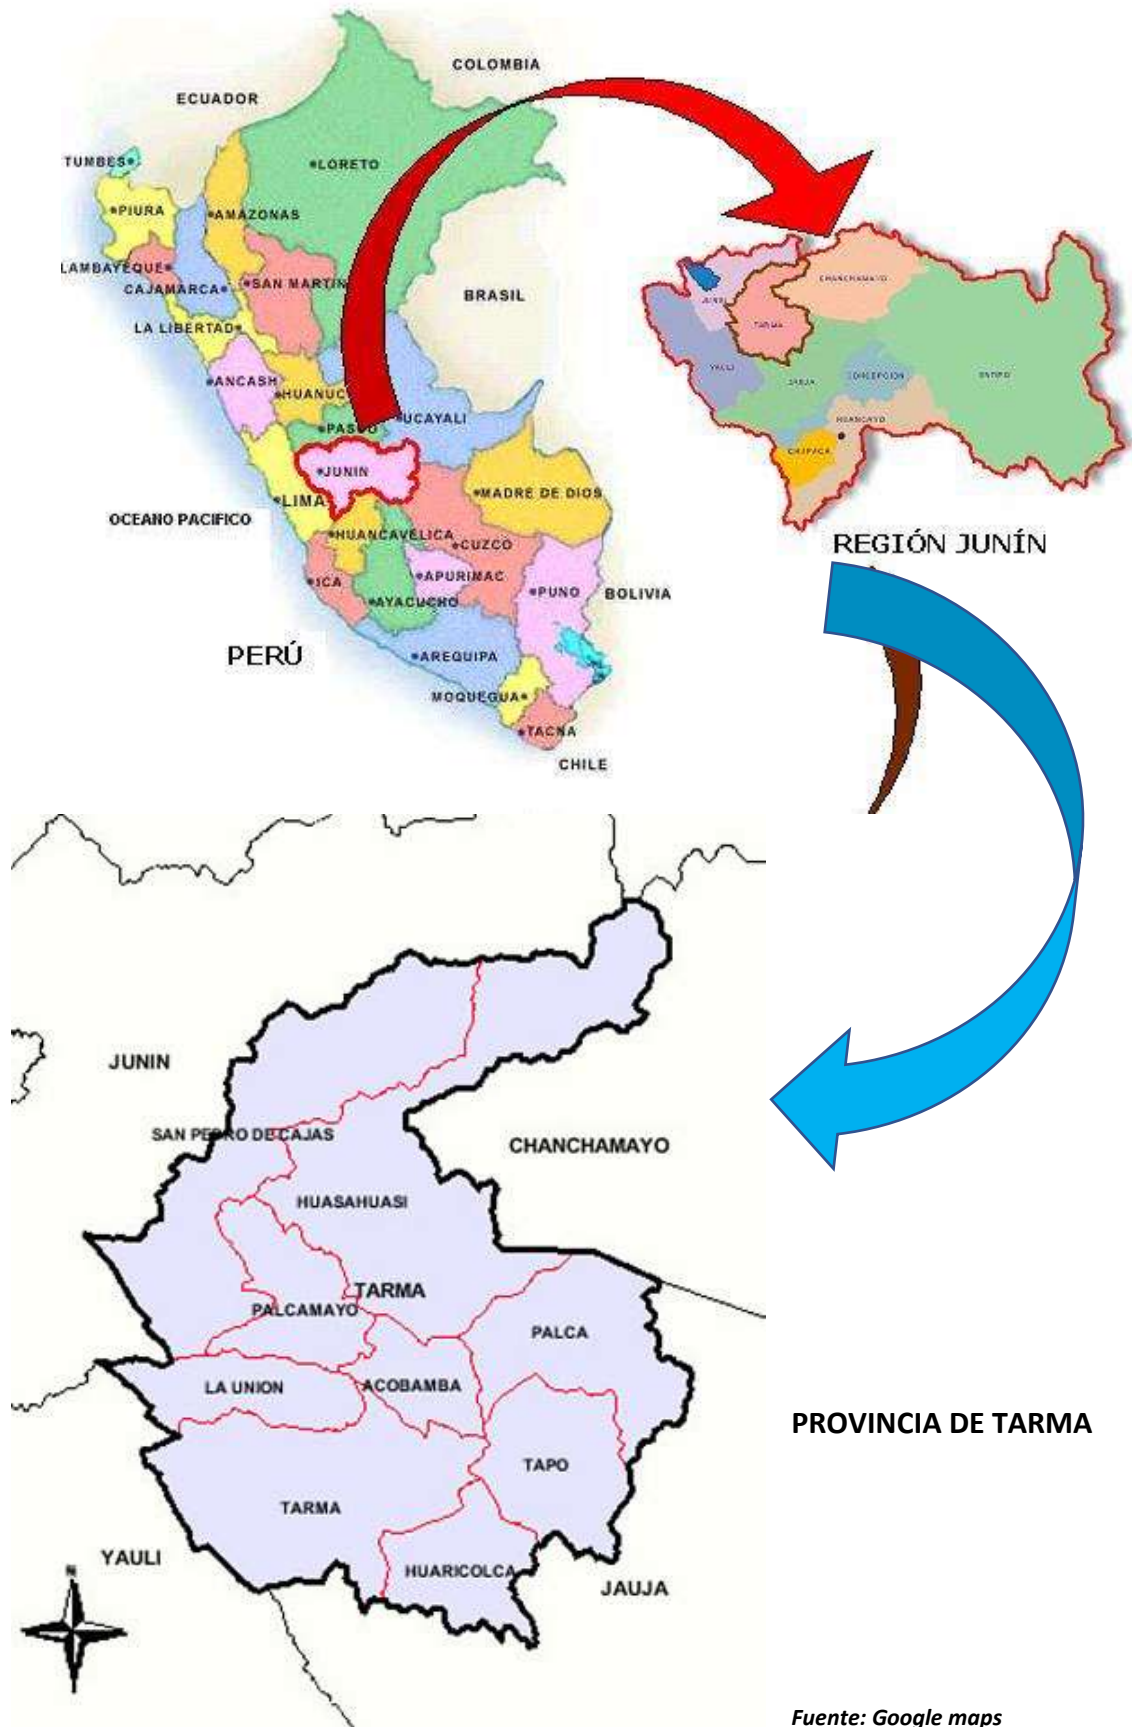 COLOMBIA
ECUADOR
TUMBES
LORETO
PIURA
AMAZONAS
LAMBAYEQUE
CAJAMARCA
SAN MARTIN
BRASIL
LA LIBERTAD
ANCASH
HUANUC
UCAYALI
PASCO
JUNIN
LIMA
MADRE DE DIOS
OCEANO PACIFICO
HUANCAVELICA
CUZCO
ICA
APURIMAC
AYACUCHO
PUNO
BOLIVIA
PERÚ
AREQUIPA
MOQUEGUA
TACNA
CHILE
CHANCHAMAYO
JUNIN
TARMA
YAULI
JAUJA
CONCEPCION
SATIPO
HUANCAYO
CHUPACA
REGIÓN JUNÍN
JUNIN
SAN PEDRO DE CAJAS
CHANCHAMAYO
HUASAHUASI
TARMA
PALCAMAYO
PALCA
LA UNION
ACOBAMBA
PROVINCIA DE TARMA
TAPO
TARMA
YAULI
HUARICOLCA
JAUJA
N
Fuente: Google maps